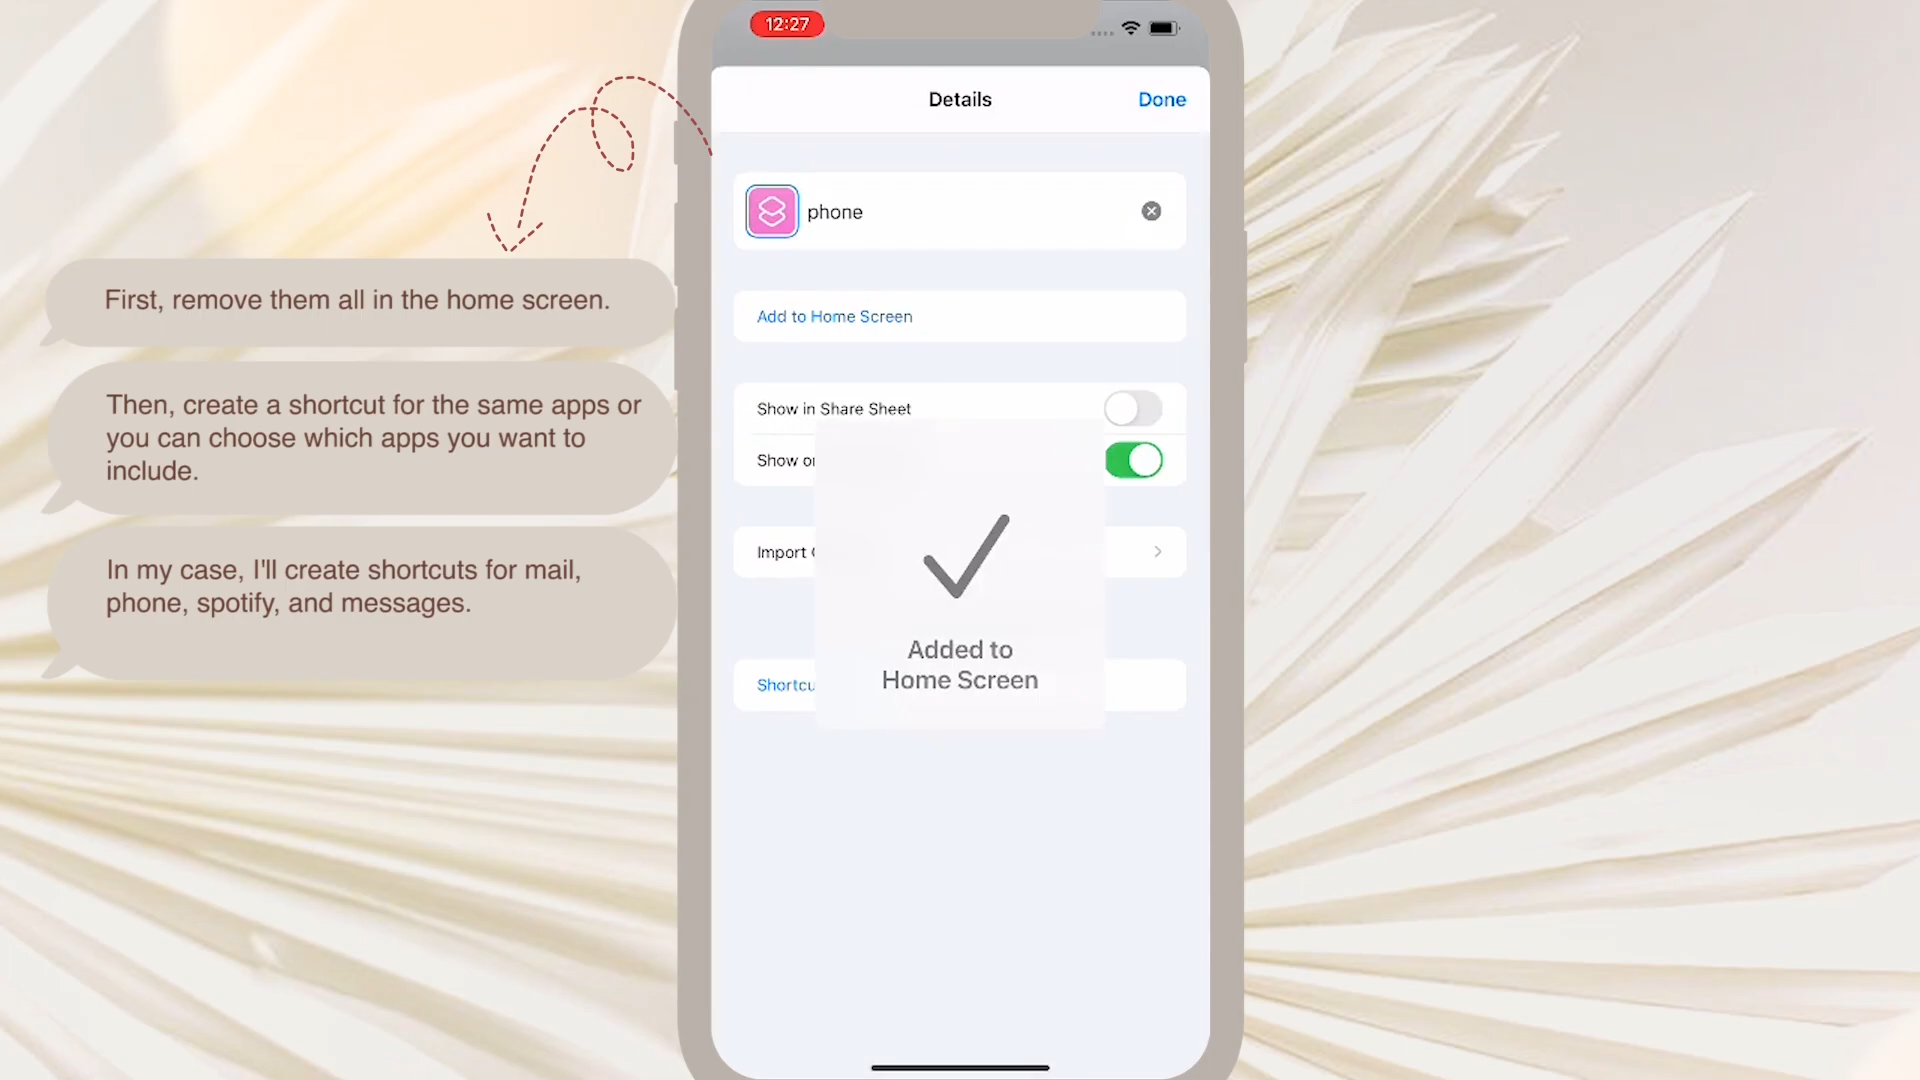 12:27
Details
Done
phone
Add to Home Screen
Show in Share Sheet
Show
Import
Added to
Home Screen
First, remove them all in the home screen.
Then, create a shortcut for the same apps or
you can choose which apps you want to
include.
In my case, I'll create shortcuts for mail,
phone, spotify, and messages.